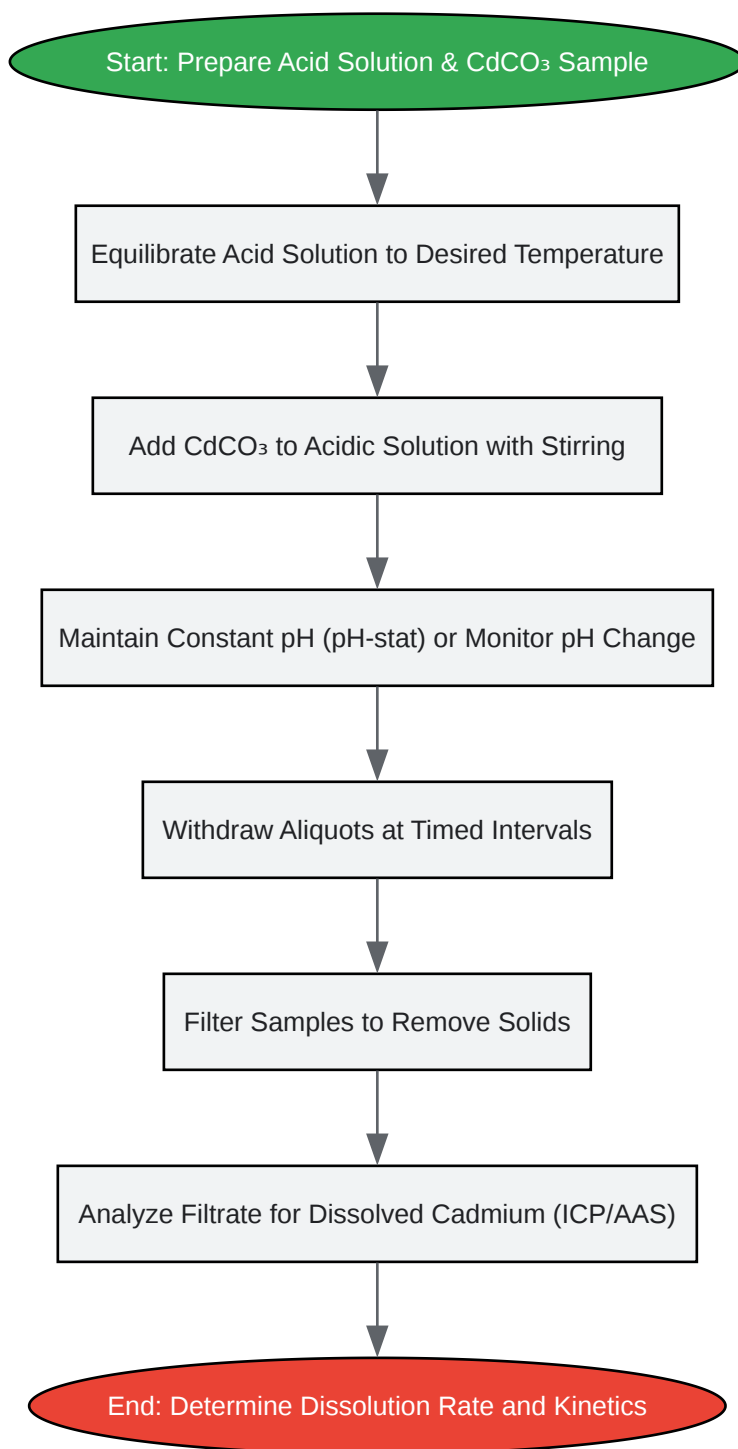 Start: Prepare Acid Solution & CdCO₃ Sample
Equilibrate Acid Solution to Desired Temperature
Add CdCO₃ to Acidic Solution with Stirring
Maintain Constant pH (pH-stat) or Monitor pH Change
Withdraw Aliquots at Timed Intervals
Filter Samples to Remove Solids
Analyze Filtrate for Dissolved Cadmium (ICP/AAS)
End: Determine Dissolution Rate and Kinetics